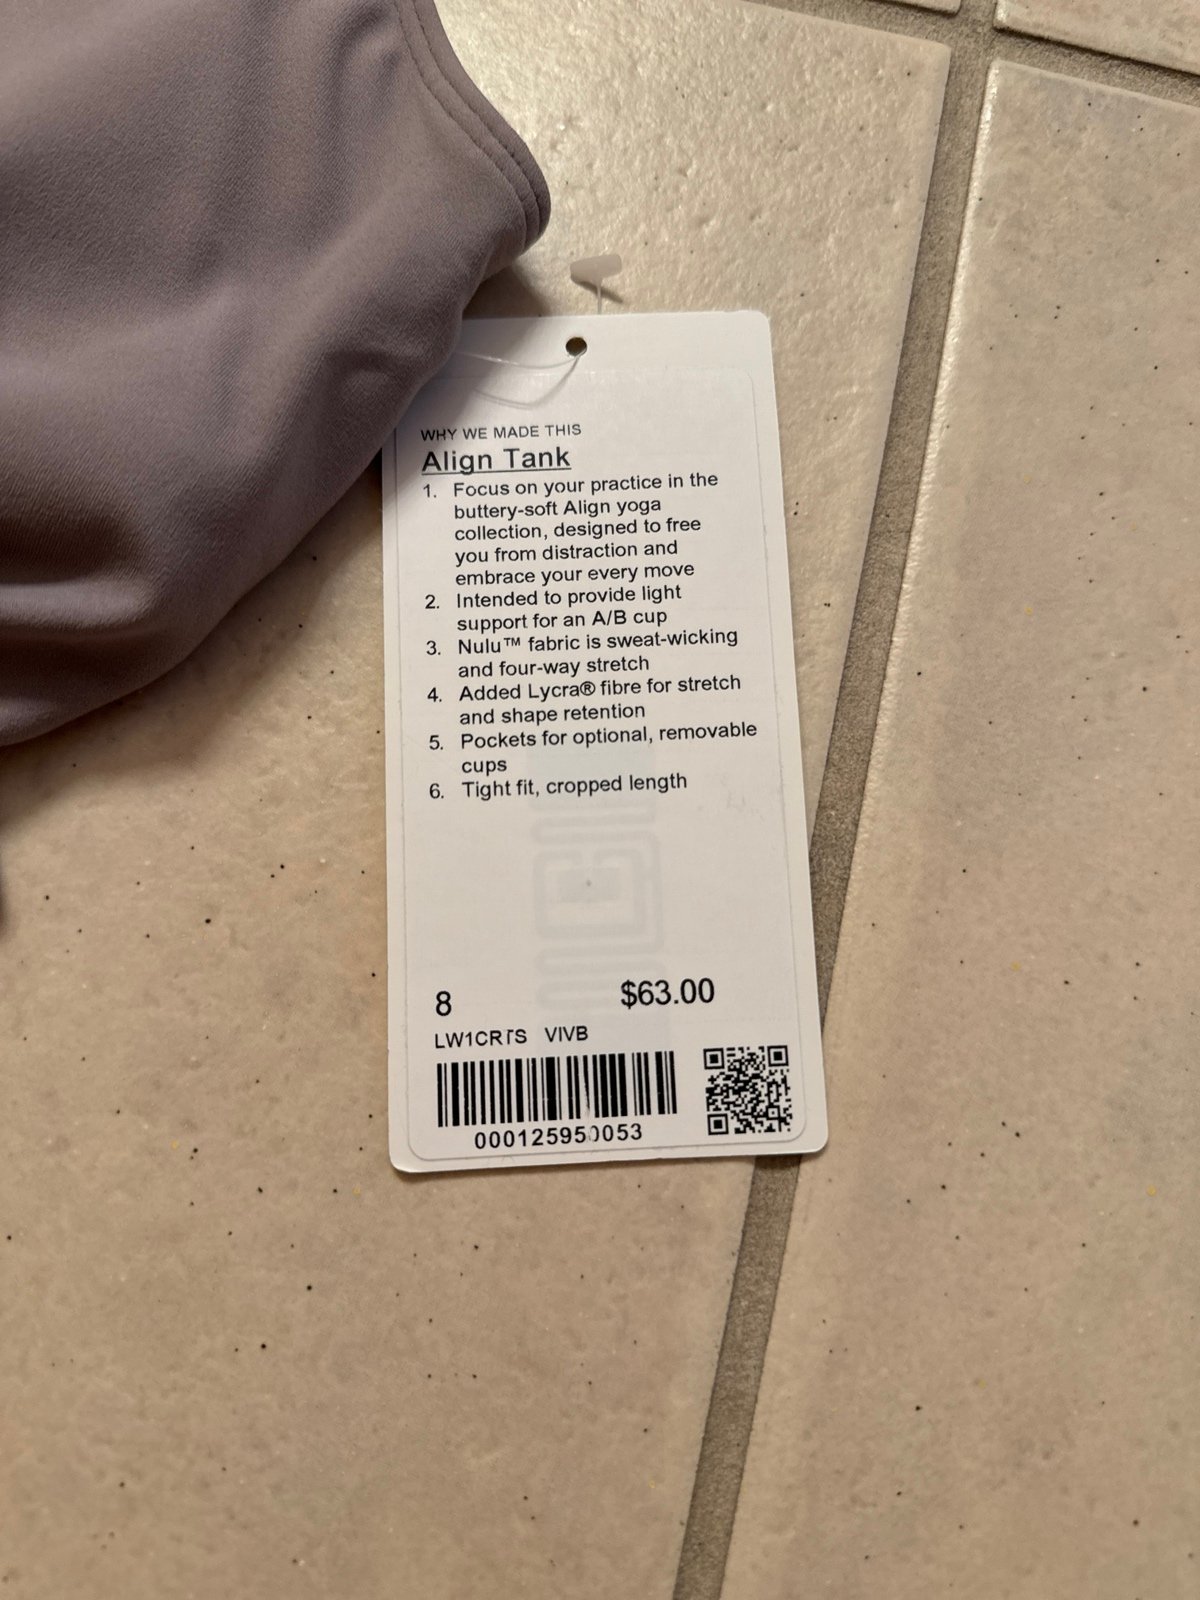 WHY WE MADE THIS
Align Tank
1. Focus on your practice in the
buttery-soft Align yoga
collection, designed to free
you from distraction and
embrace your every move
2. Intended to provide light
support for an A/B cup
3. Nulu™ fabric is sweat-wicking
and four-way stretch
4. Added Lycra® fibre for stretch
and shape retention
5. Pockets for optional, removable
cups
6. Tight fit, cropped length
8 $63.00
LW1CRTS VIVB
000125950053